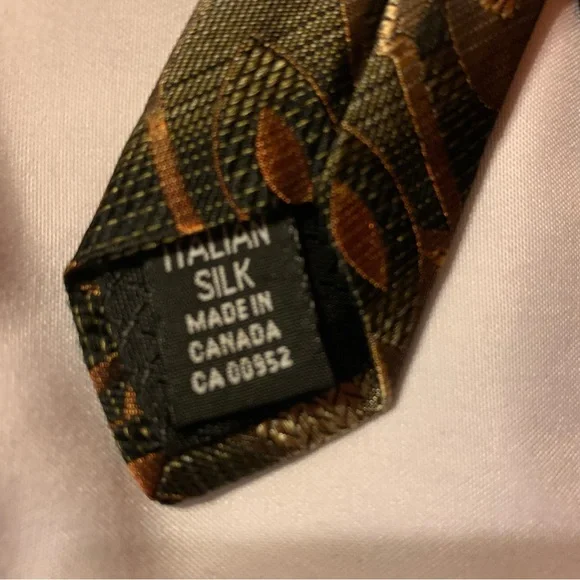 ITALIAN
SILK
MADE IN
CANADA
CA 00952